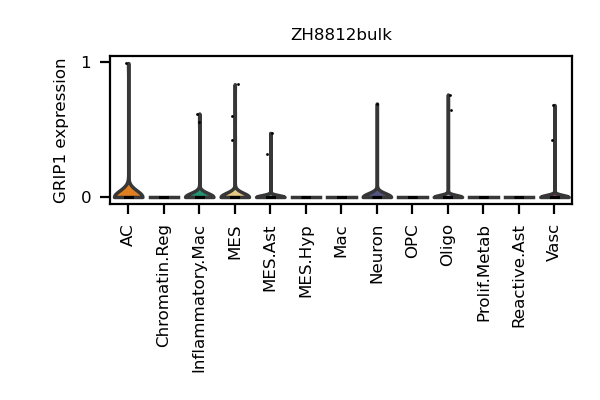 ZH8812bulk
GRIP1 expression
1
0
AC
Chromatin.Reg
Inflammatory.Mac
MES
MES.Ast
MES.Hyp
Mac
Neuron
OPC
Oligo
Prolif.Metab
Reactive.Ast
Vasc